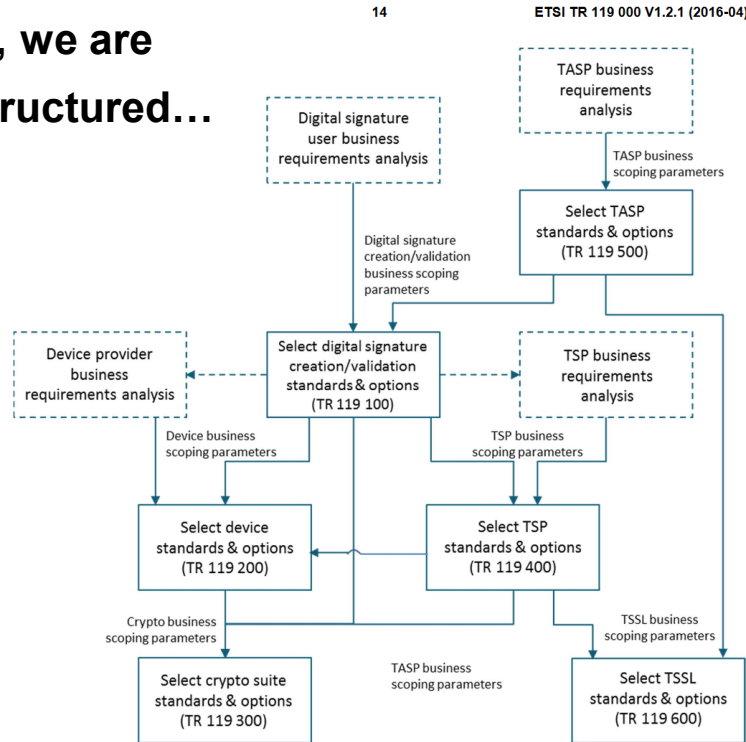 14
ETSI TR 119 000 V1.2.1 (2016-04)
, we are
ructured…
TASP business
requirements
analysis
Digital signature
user business
requirements analysis
TASP business
scoping parameters
Select TASP
standards & options
(TR 119 500)
Digital signature
creation/validation
business scoping
parameters
Device provider
business
requirements analysis
Select digital signature
creation/validation
standards & options
(TR 119 100)
TSP business
requirements
analysis
Device business
scoping parameters
TSP business
scoping parameters
Select device
standards & options
(TR 119 200)
Select TSP
standards & options
(TR 119 400)
Crypto business
scoping parameters
TSSL business
scoping parameters
Select crypto suite
standards & options
(TR 119 300)
TASP business
scoping parameters
Select TSSL
standards & options
(TR 119 600)